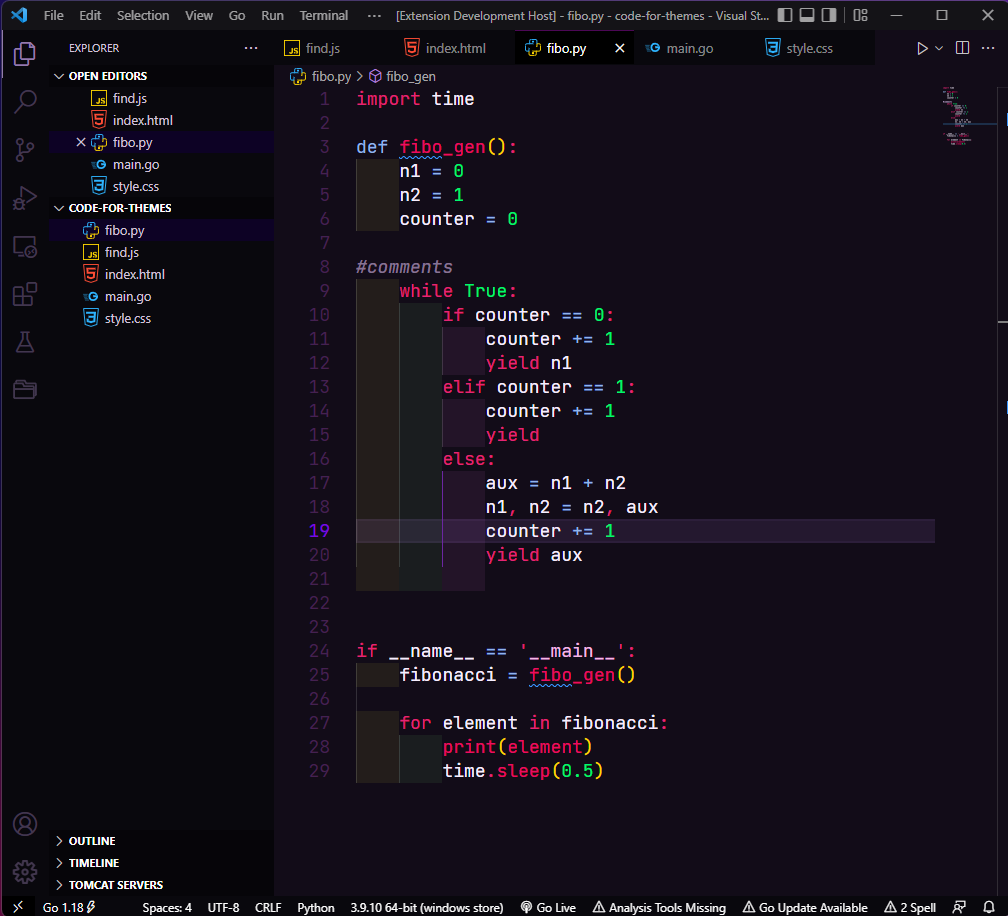 File Edit Selection View Go Run Terminal ··· [Extension Development Host] - fibo.py - code-for-themes - Visual St...
EXPLORER ···
JS find.js index.html fibo.py × main.go style.css ···
OPEN EDITORS
JS find.js
index.html
× fibo.py
main.go
style.css
CODE-FOR-THEMES
fibo.py
JS find.js
index.html
main.go
style.css
OUTLINE
TIMELINE
TOMCAT SERVERS
fibo.py > fibo_gen
1 import time
2
3 def fibo_gen():
4     n1 = 0
5     n2 = 1
6     counter = 0
7
8 #comments
9     while True:
10         if counter == 0:
11             counter += 1
12             yield n1
13         elif counter == 1:
14             counter += 1
15             yield
16         else:
17             aux = n1 + n2
18             n1, n2 = n2, aux
19             counter += 1
20             yield aux
21
22
23
24 if __name__ == '__main__':
25     fibonacci = fibo_gen()
26
27     for element in fibonacci:
28         print(element)
29         time.sleep(0.5)
Go 1.18 Spaces: 4 UTF-8 CRLF Python 3.9.10 64-bit (windows store) Go Live Analysis Tools Missing Go Update Available 2 Spell